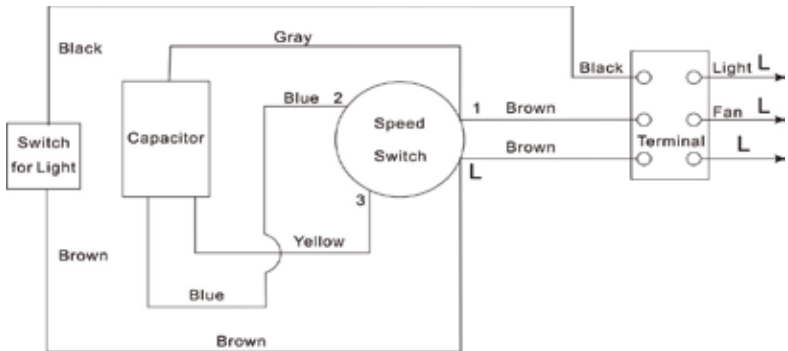 Black
Gray
Black
Light L
Blue 2
1 Brown
Fan L
Switch
for Light
Capacitor
Speed
Switch
Terminal
Brown
L
L
3
Yellow
Brown
Blue
Brown